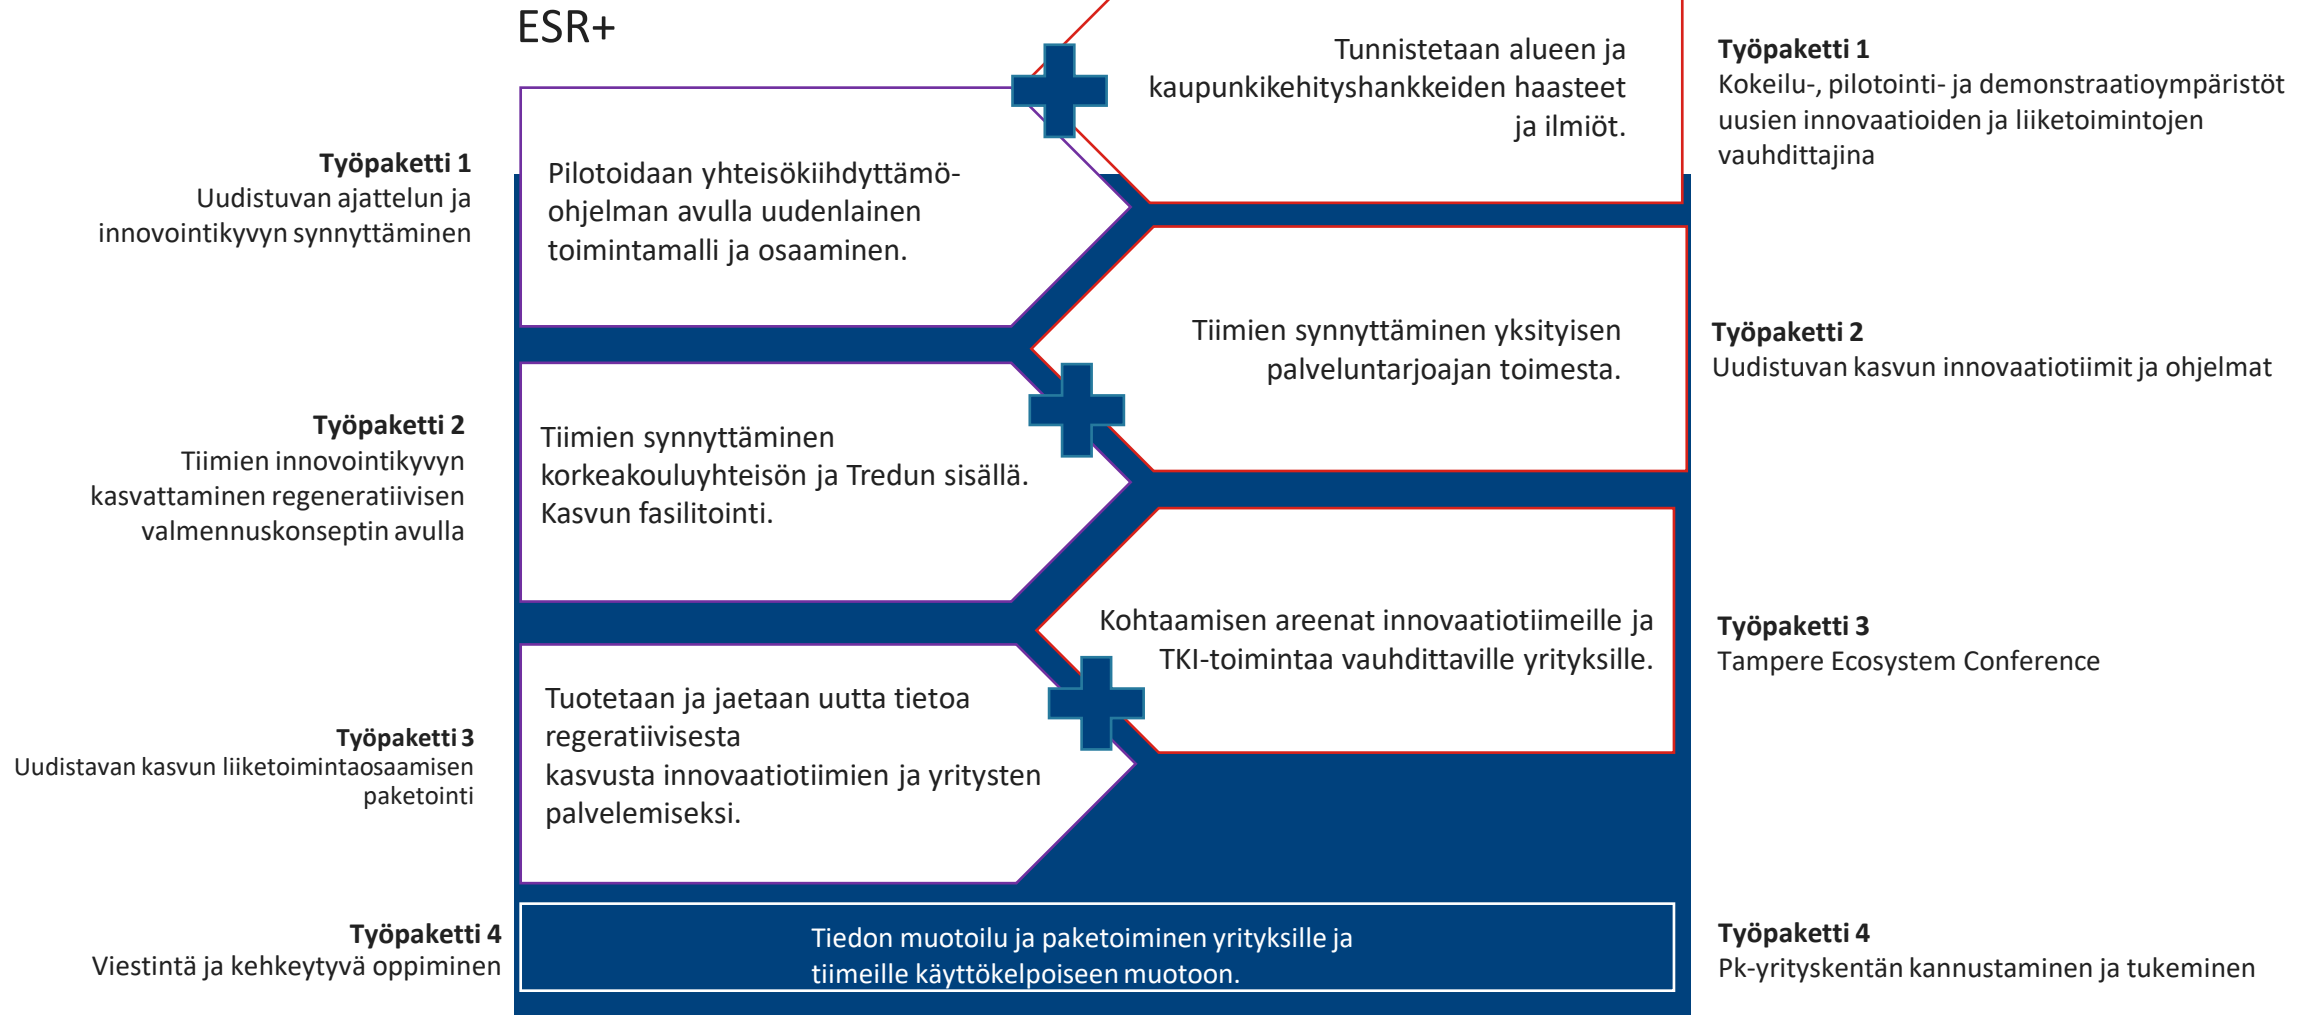 ESR+
Työpaketti 1
Uudistuvan ajattelun ja
innovointikyvyn synnyttäminen
Pilotoidaan yhteisökiihdyttämö-
ohjelman avulla uudenlainen
toimintamalli ja osaaminen.
Tunnistetaan alueen ja
kaupunkikehityshankkeiden haasteet
ja ilmiöt.
Työpaketti 1
Kokeilu-, pilotointi- ja demonstraatioympäristöt
uusien innovaatioiden ja liiketoimintojen
vauhdittajina
Työpaketti 2
Tiimien innovointikyvyn
kasvattaminen regeneratiivisen
valmennuskonseptin avulla
Tiimien synnyttäminen
korkeakouluyhteisön ja Tredun sisällä.
Kasvun fasilitointi.
Tiimien synnyttäminen yksityisen
palveluntarjoajan toimesta.
Työpaketti 2
Uudistuvan kasvun innovaatiotiimit ja ohjelmat
Työpaketti 3
Uudistavan kasvun liiketoimintaosaamisen
paketointi
Tuotetaan ja jaetaan uutta tietoa
regeratiivisesta
kasvusta innovaatiotiimien ja yritysten
palvelemiseksi.
Kohtaamisen areenat innovaatiotiimeille ja
TKI-toimintaa vauhdittaville yrityksille.
Työpaketti 3
Tampere Ecosystem Conference
Työpaketti 4
Viestintä ja kehkeytyvä oppiminen
Tiedon muotoilu ja paketoiminen yrityksille ja
tiimeille käyttökelpoiseen muotoon.
Työpaketti 4
Pk-yrityskentän kannustaminen ja tukeminen